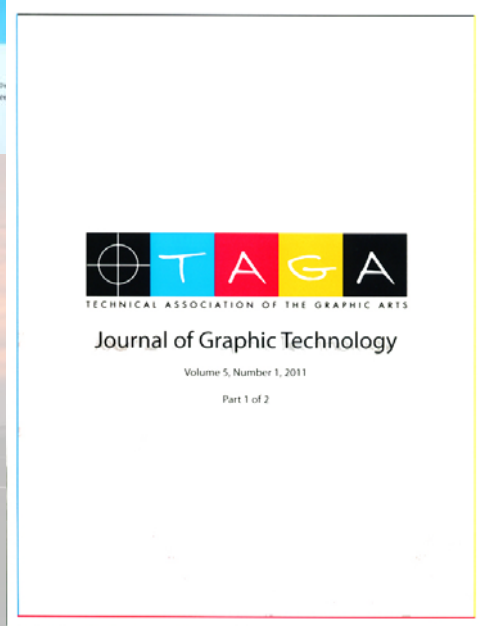 TAGA
TECHNICAL ASSOCIATION OF THE GRAPHIC ARTS
Journal of Graphic Technology
Volume 5, Number 1, 2011
Part 1 of 2